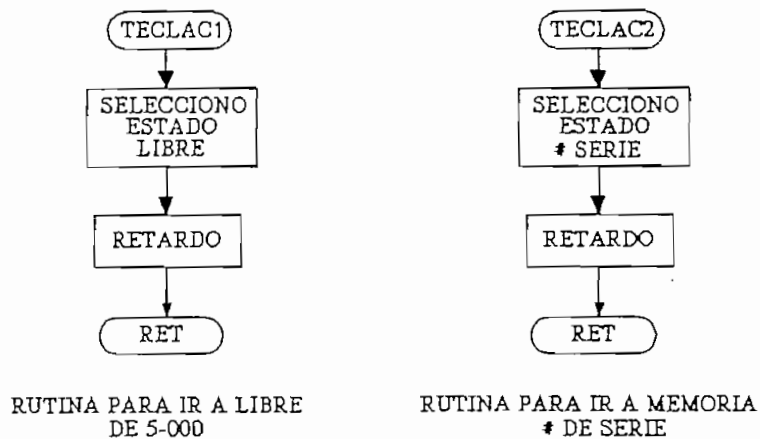 TECLAC1
SELECCIONO
ESTADO
LIBRE
RETARDO
RET
RUTINA PARA IR A LIBRE
DE 5-000
TECLAC2
SELECCIONO
ESTADO
# SERIE
RETARDO
RET
RUTINA PARA IR A MEMORIA
# DE SERIE